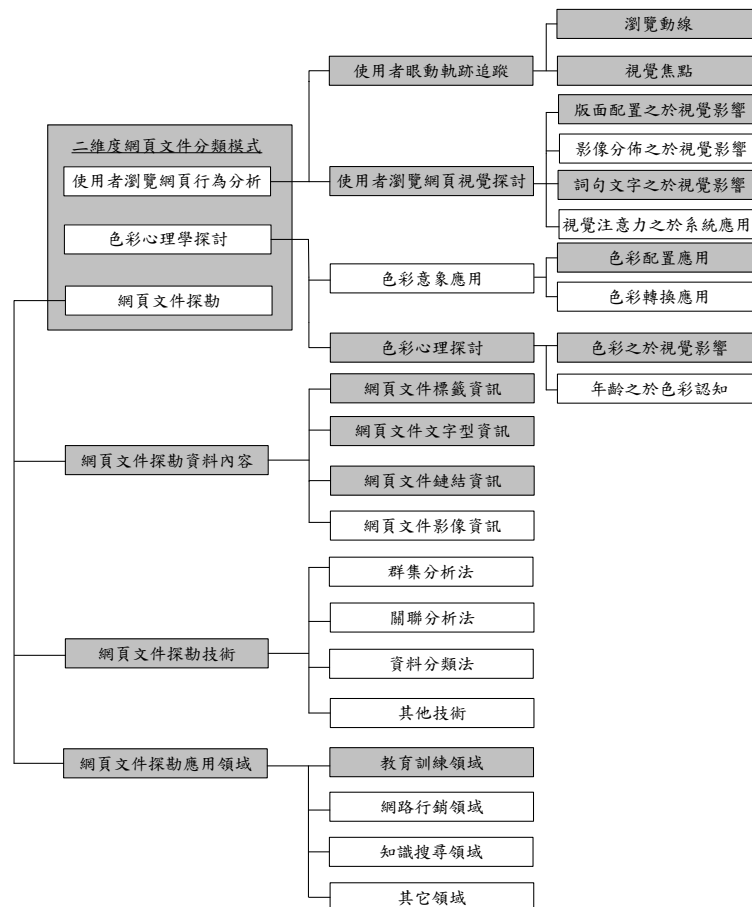 瀏覽動線
使用者眼動軌跡追蹤
視覺焦點
版面配置之於視覺影響
二維度網頁文件分類模式
影像分佈之於視覺影響
使用者瀏覽網頁行為分析
使用者瀏覽網頁視覺探討
詞句文字之於視覺影響
視覺注意力之於系統應用
色彩心理學探討
色彩配置應用
色彩意象應用
網頁文件探勘
色彩轉換應用
色彩心理探討
色彩之於視覺影響
網頁文件標籤資訊
年齡之於色彩認知
網頁文件文字型資訊
網頁文件探勘資料內容
網頁文件鏈結資訊
網頁文件影像資訊
群集分析法
關聯分析法
網頁文件探勘技術
資料分類法
其他技術
網頁文件探勘應用領域
教育訓練領域
網路行銷領域
知識搜尋領域
其它領域